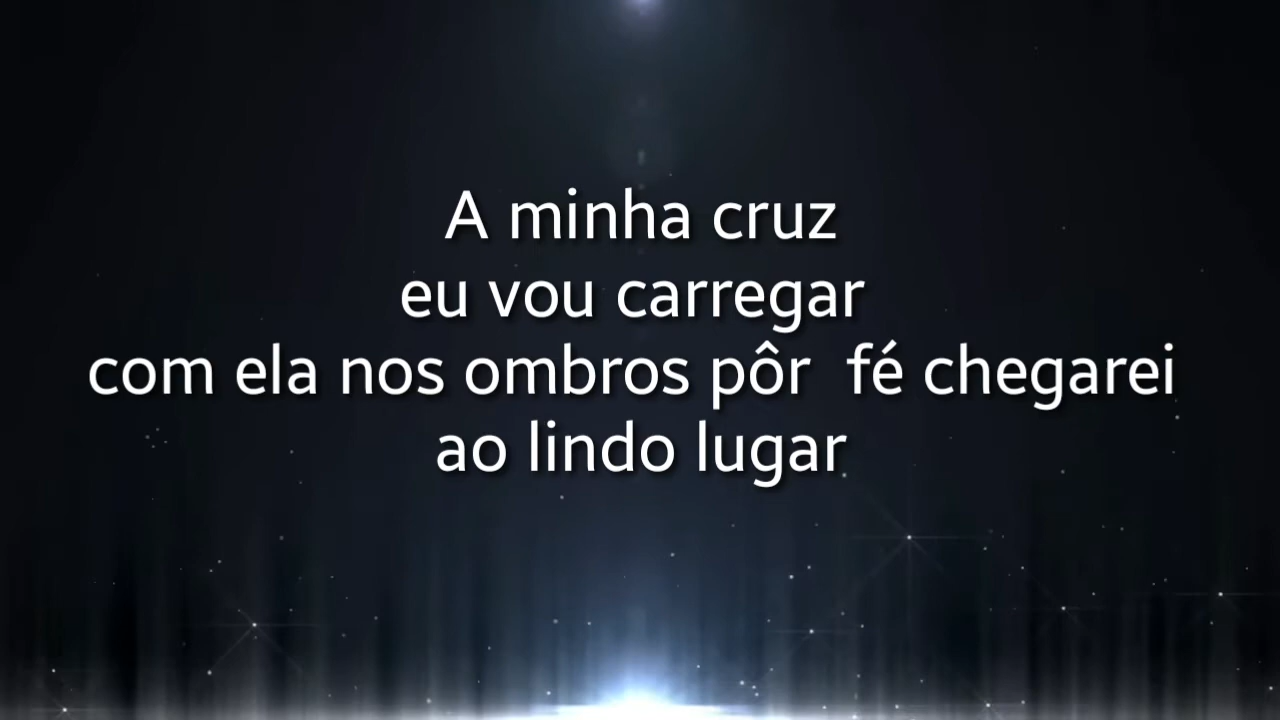 A minha cruz
eu vou carregar
com ela nos ombros pôr  fé chegarei
ao lindo lugar